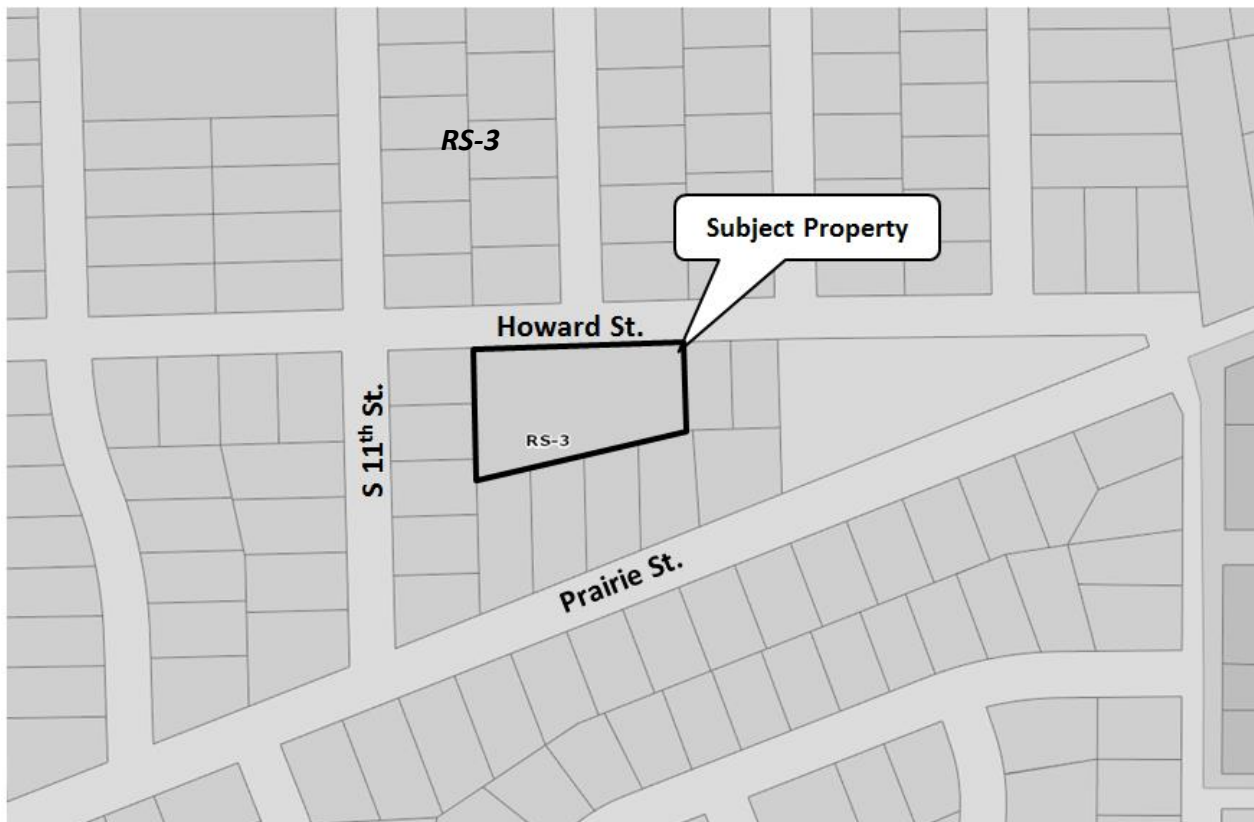 RS-3
Subject Property
Howard St.
S 11th St.
RS-3
Prairie St.